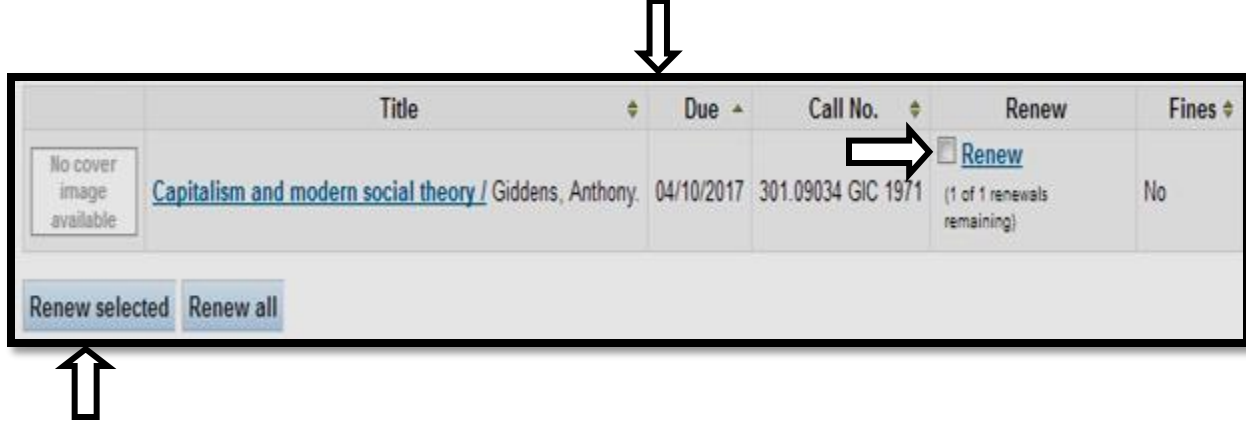 Title Due Call No. Renew Fines
No cover
image
available
Capitalism and modern social theory / Giddens, Anthony. 04/10/2017 301.09034 GIC 1971
Renew
(1 of 1 renewals
remaining)
No
Renew selected Renew all